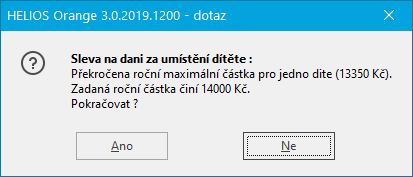 HELIOS Orange 3.0.2019.1200 - dotaz
Sleva na dani za umístění dítěte :
Překročena roční maximální částka pro jedno dite (13350 Kč).
Zadaná roční částka činí 14000 Kč.
Pokračovat ?
Ano
Ne